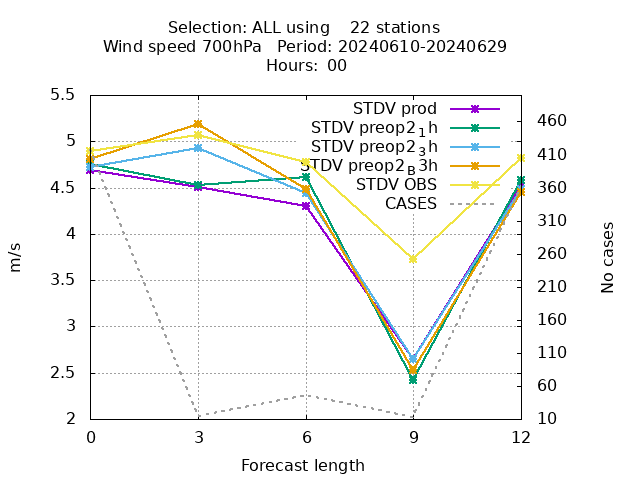 Selection: ALL using 22 stations
Wind speed 700hPa Period: 20240610-20240629
Hours: 00
STDV prod
STDV preop2₁h
STDV preop2₃h
STDV preop2_B3h
STDV OBS
CASES
5.5
5
4.5
4
3.5
3
2.5
2
460
410
360
310
260
210
160
110
60
10
m/s
No cases
0 3 6 9 12
Forecast length